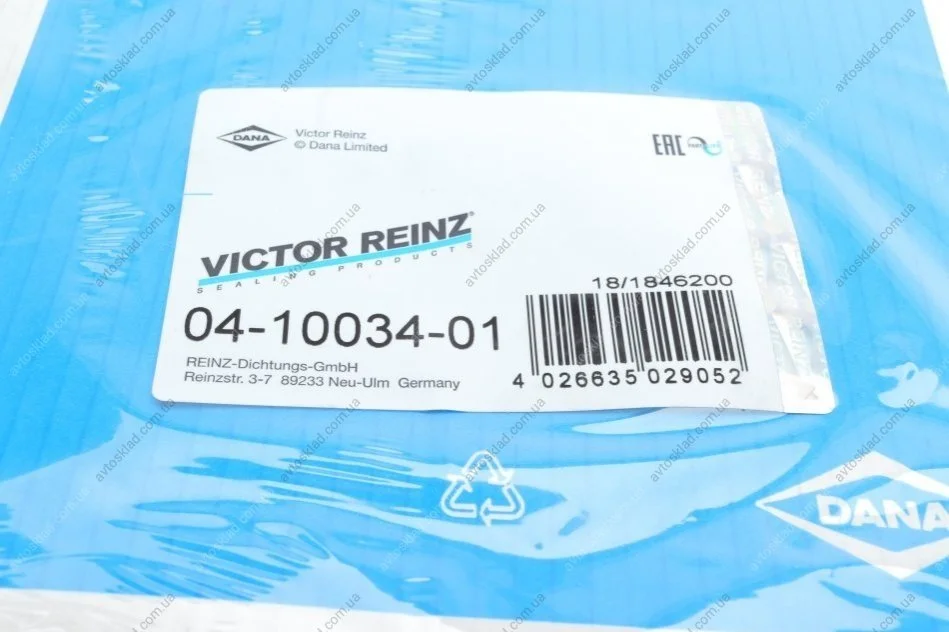 DANA
Victor Reinz
© Dana Limited
EAC
VICTOR REINZ®
SEALING PRODUCTS
18/1846200
04-10034-01
4 026635 029052
REINZ-Dichtungs-GmbH
Reinzstr. 3-7 89233 Neu-Ulm Germany
DANA
avtosklad.com.ua